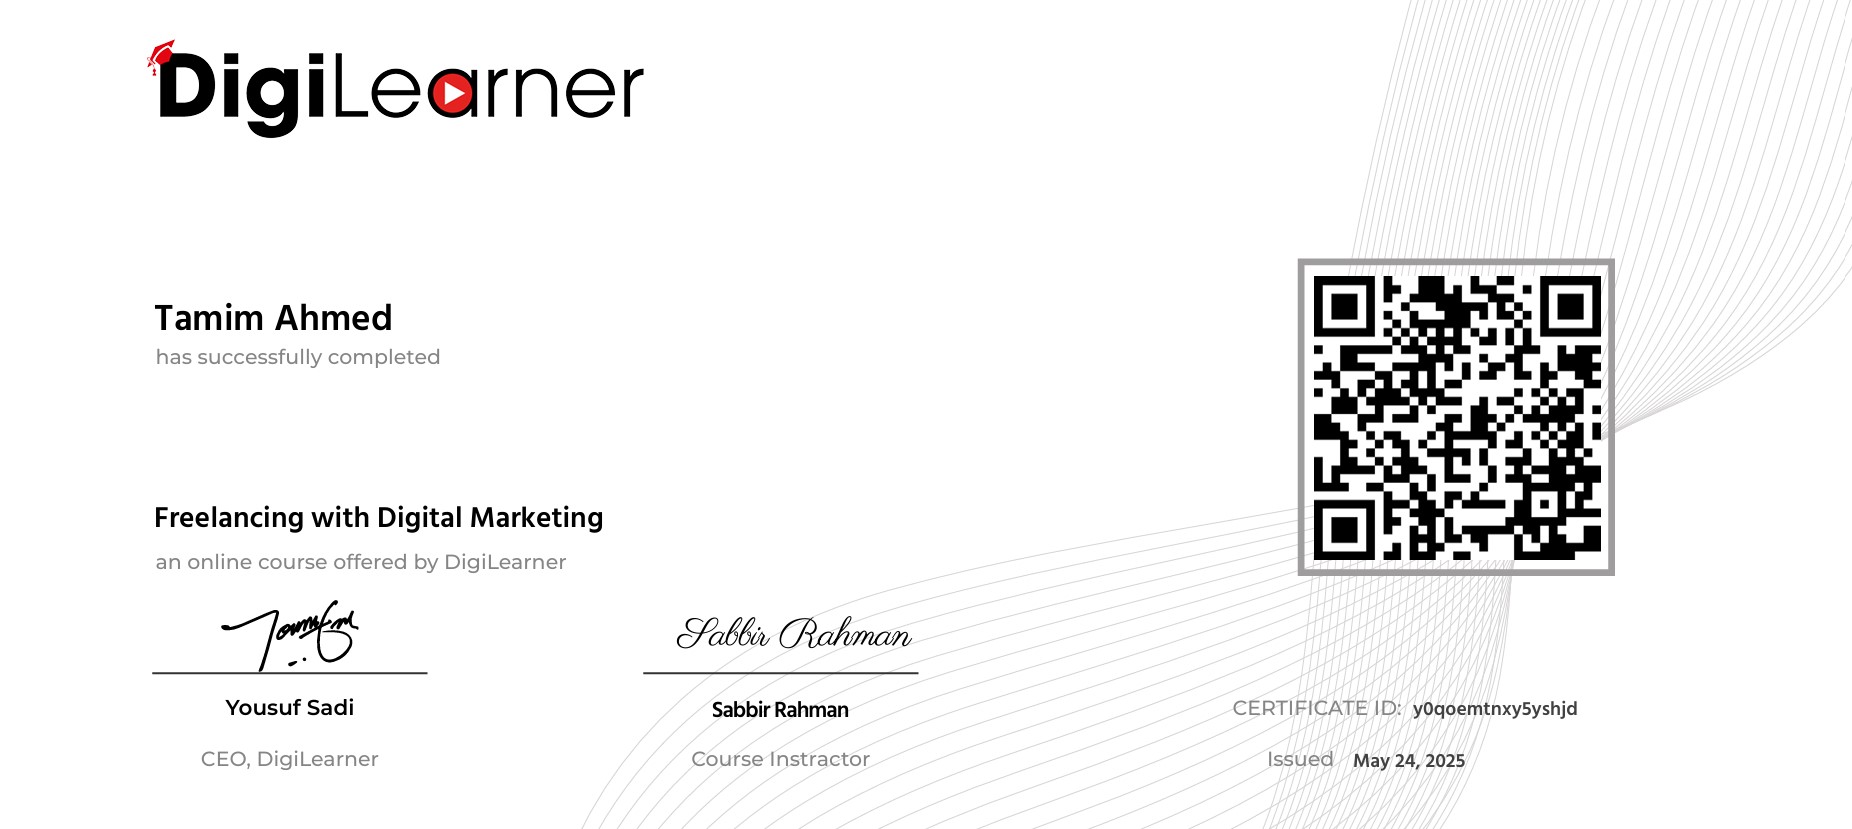 DigiLearner
Tamim Ahmed
has successfully completed
Freelancing with Digital Marketing
an online course offered by DigiLearner
Sabbir Rahman
Yousuf Sadi
Sabbir Rahman
CERTIFICATE ID: y0qoemtnxy5yshjd
CEO, DigiLearner
Course Instractor
Issued May 24, 2025